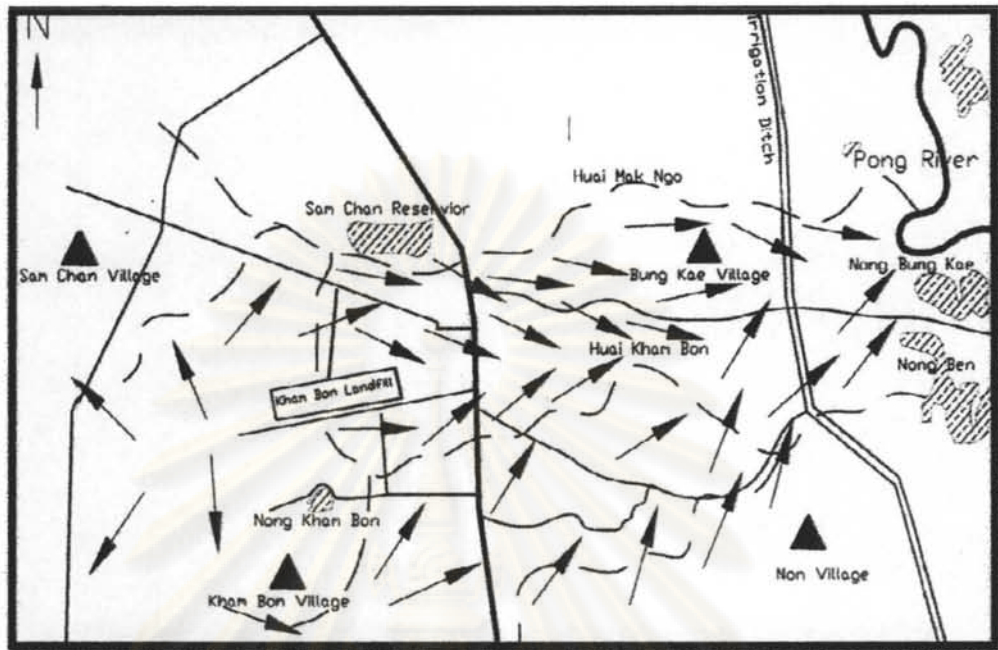 N
Irrigation Ditch
Pong River
Huai Mak Ngo
San Chan Reservior
San Chan Village
Bung Kae Village
Nong Bung Kae
Huai Khan Bon
Nong Ben
Khan Bon Landfill
Nong Khan Bon
Non Village
Kham Bon Village